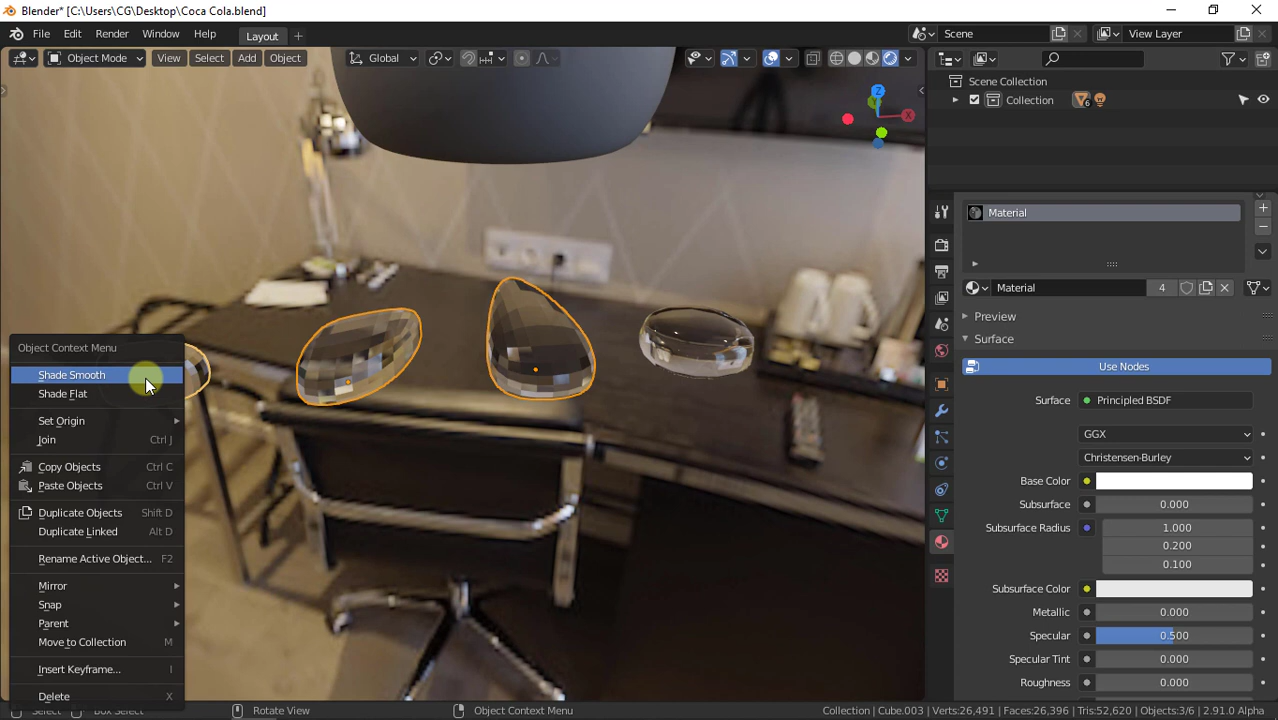 Blender* [C:\Users\CG\Desktop\Coca Cola.blend]
File Edit Render Window Help Layout + Scene View Layer
Object Mode View Select Add Object Global
Z
Y
X
Scene Collection
Collection 6
Material
Material 4
Preview
Surface
Use Nodes
Surface Principled BSDF
GGX
Christensen-Burley
Base Color
Subsurface 0.000
Subsurface Radius 1.000
0.200
0.100
Subsurface Color
Metallic 0.000
Specular 0.500
Specular Tint 0.000
Roughness 0.000
Object Context Menu
Shade Smooth
Shade Flat
Set Origin
Join Ctrl J
Copy Objects Ctrl C
Paste Objects Ctrl V
Duplicate Objects Shift D
Duplicate Linked Alt D
Rename Active Object... F2
Mirror
Snap
Parent
Move to Collection M
Insert Keyframe... I
Delete X
Select Box Select Rotate View Object Context Menu
Collection | Cube.003 | Verts:26,491 | Faces:26,396 | Tris:52,620 | Objects:3/6 | 2.91.0 Alpha